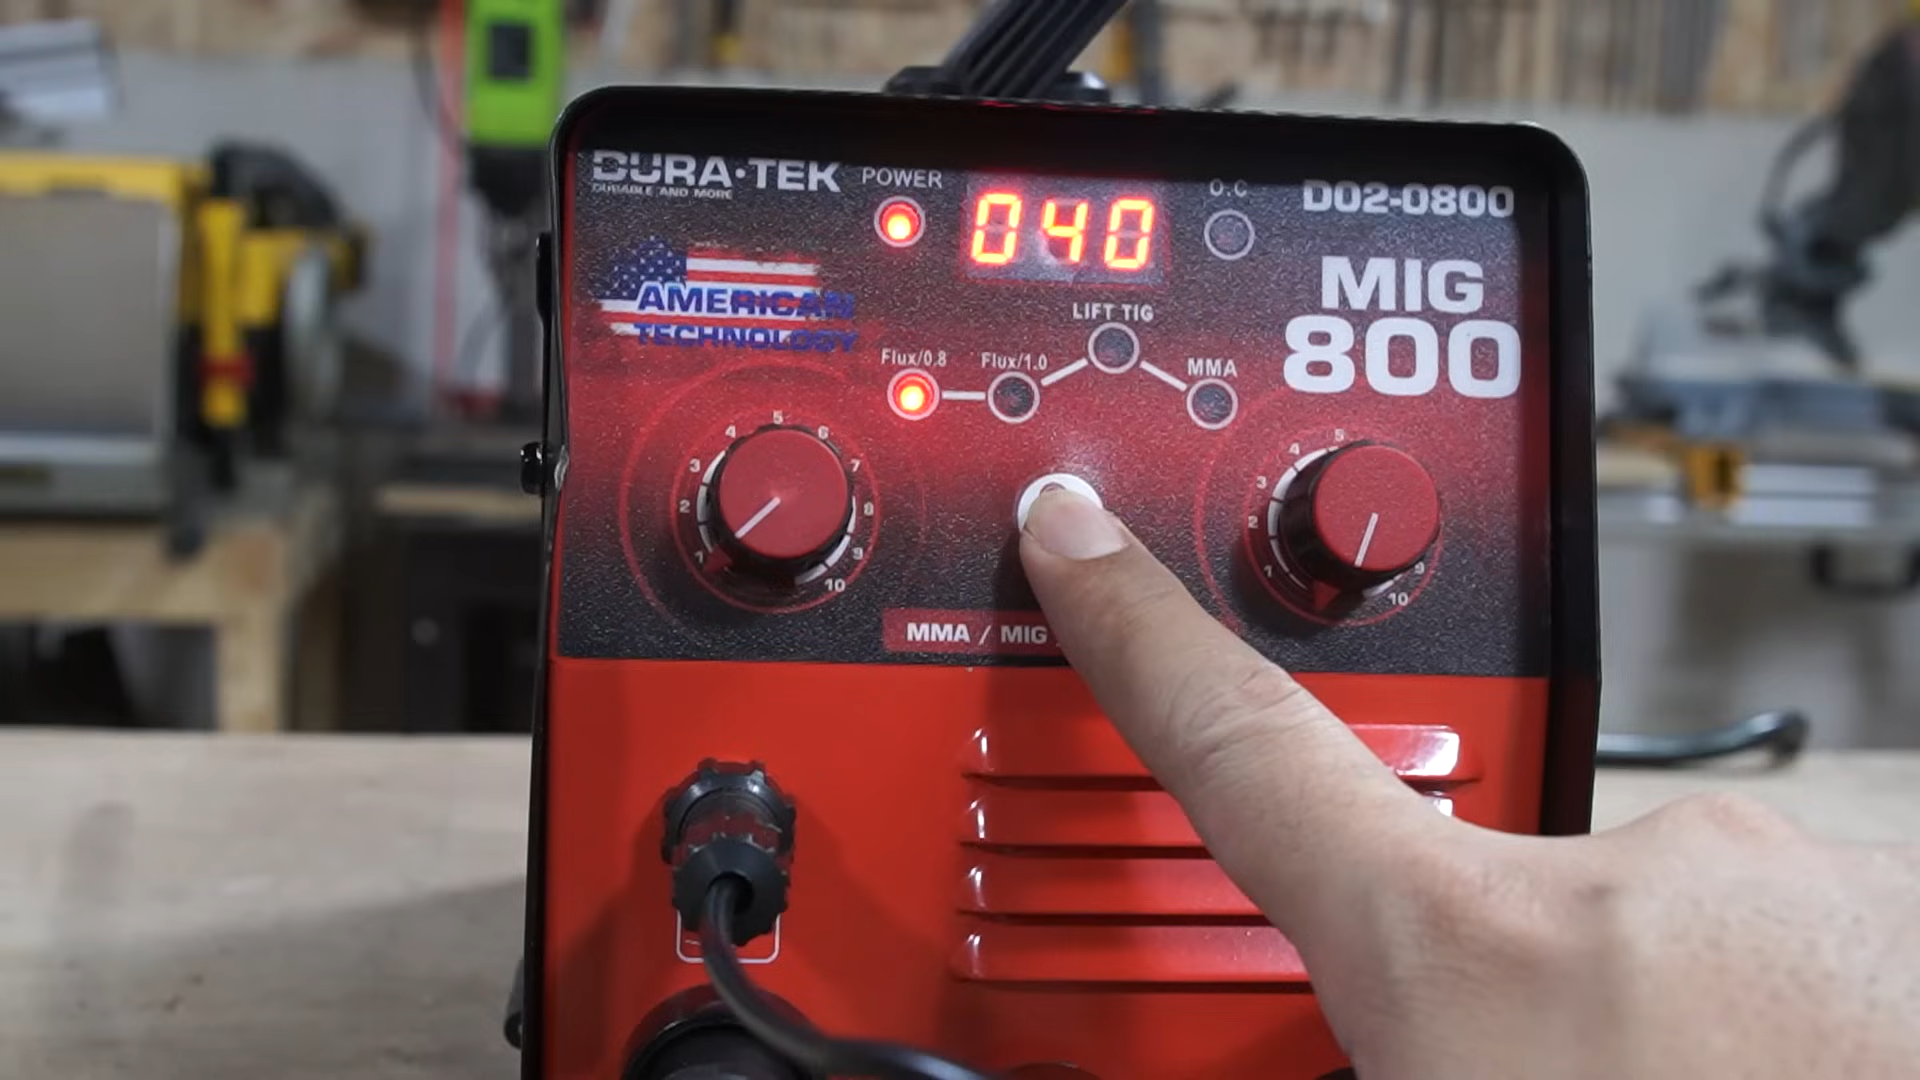 DURA·TEK
DURABLE AND MORE
POWER
040
O.C
D02-0800
AMERICAN
TECHNOLOGY
MIG
800
LIFT TIG
Flux/0.8
Flux/1.0
MMA
1 2 3 4 5 6 7 8 9 10
1 2 3 4 5 9 10
MMA / MIG